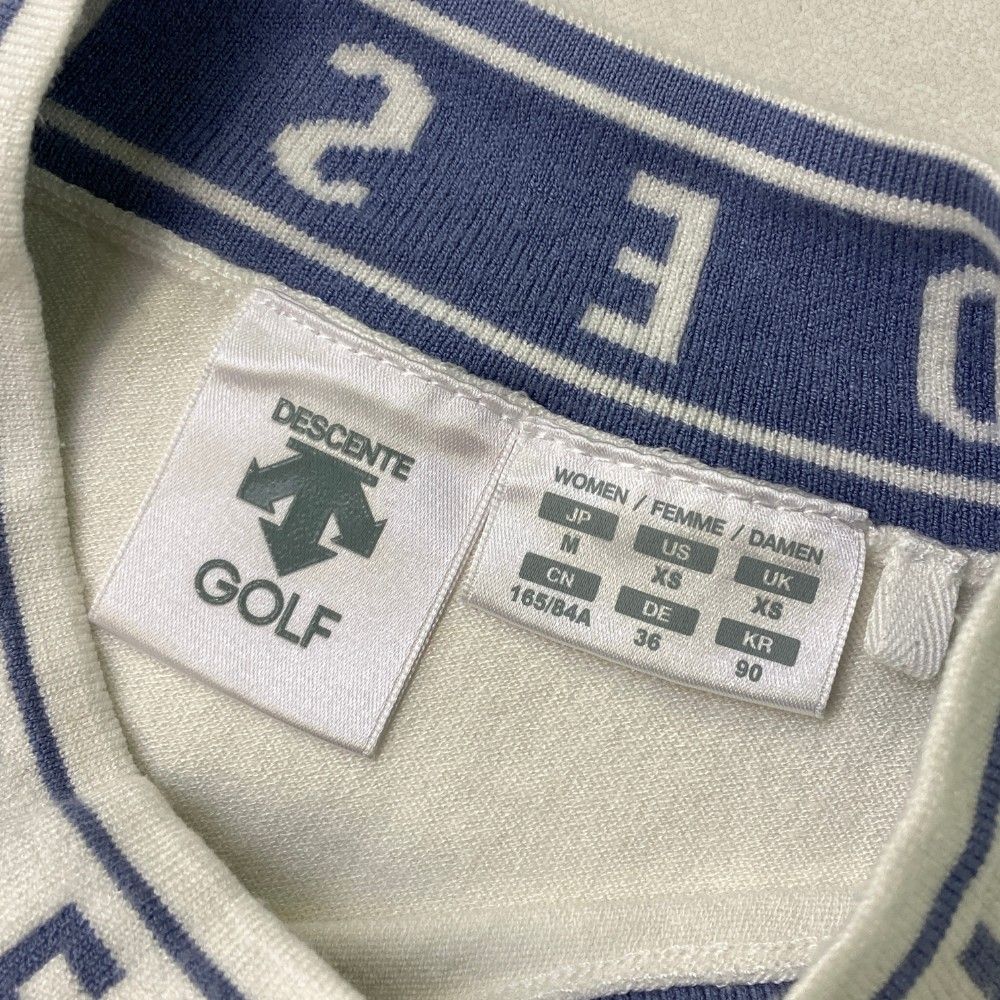 S E D
DESCENTE
GOLF
WOMEN / FEMME / DAMEN
JP US UK
M XS XS
CN DE KR
165/84A 36 90